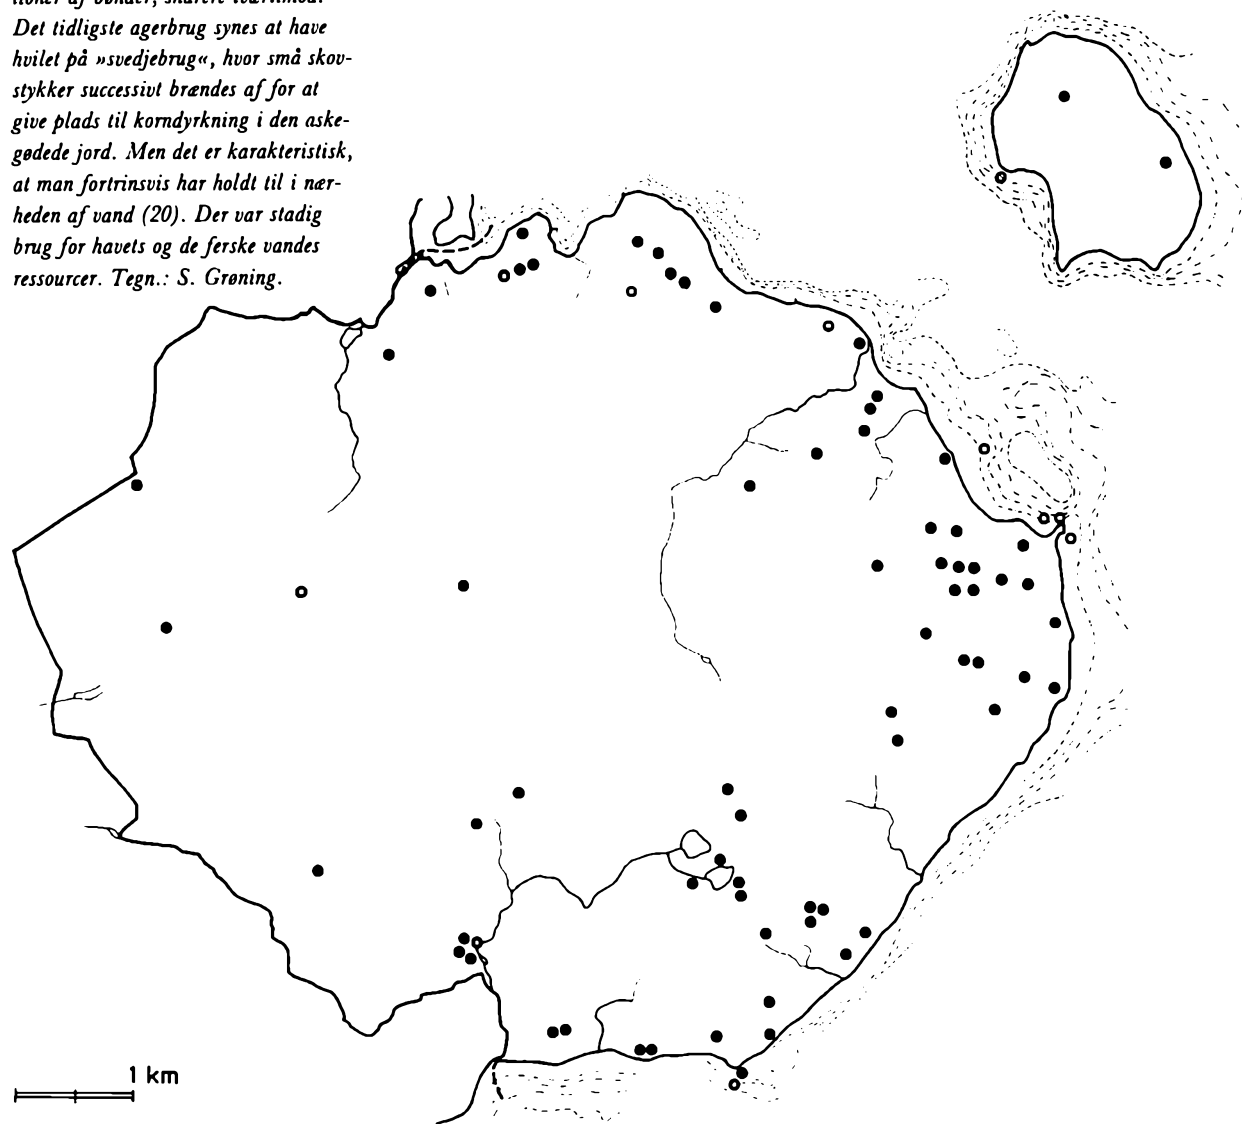 Det tidligste agerbrug synes at have
hvilet på »svedjebrug«, hvor små skov-
stykker successivt brændes af for at
give plads til korndyrkning i den aske-
gødede jord. Men det er karakteristisk,
at man fortrinsvis har holdt til i nær-
heden af vand (20). Der var stadig
brug for havets og de ferske vandes
ressourcer. Tegn.: S. Grøning.
1 km